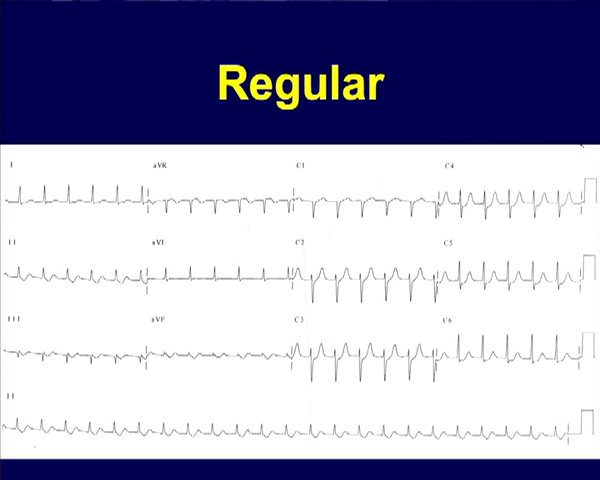 Regular
I aVR C1 C4
II aVL C2 C5
III aVF C3 C6
II